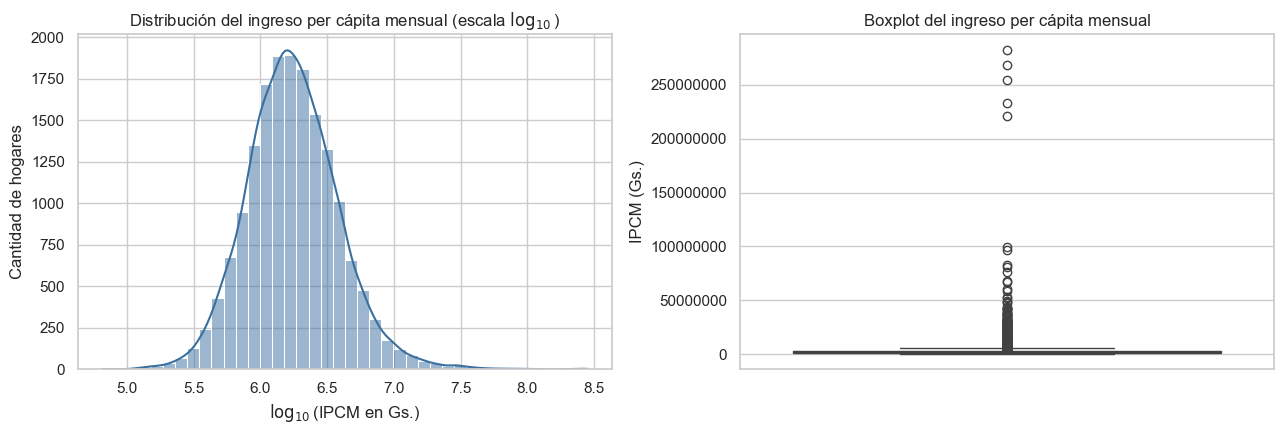 Distribución del ingreso per cápita mensual (escala log₁₀ )
Cantidad de hogares
2000
1750
1500
1250
1000
750
500
250
0
5.0 5.5 6.0 6.5 7.0 7.5 8.0 8.5
log₁₀ (IPCM en Gs.)
Boxplot del ingreso per cápita mensual
IPCM (Gs.)
250000000
200000000
150000000
100000000
50000000
0